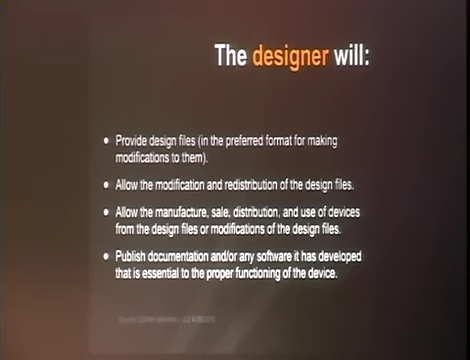 The designer will:
• Provide design files (in the preferred format for making
modifications to them).
• Allow the modification and redistribution of the design files.
• Allow the manufacture, sale, distribution, and use of devices
from the design files or modifications of the design files.
• Publish documentation and/any software it has developed
that is essential to the proper functioning of the device.